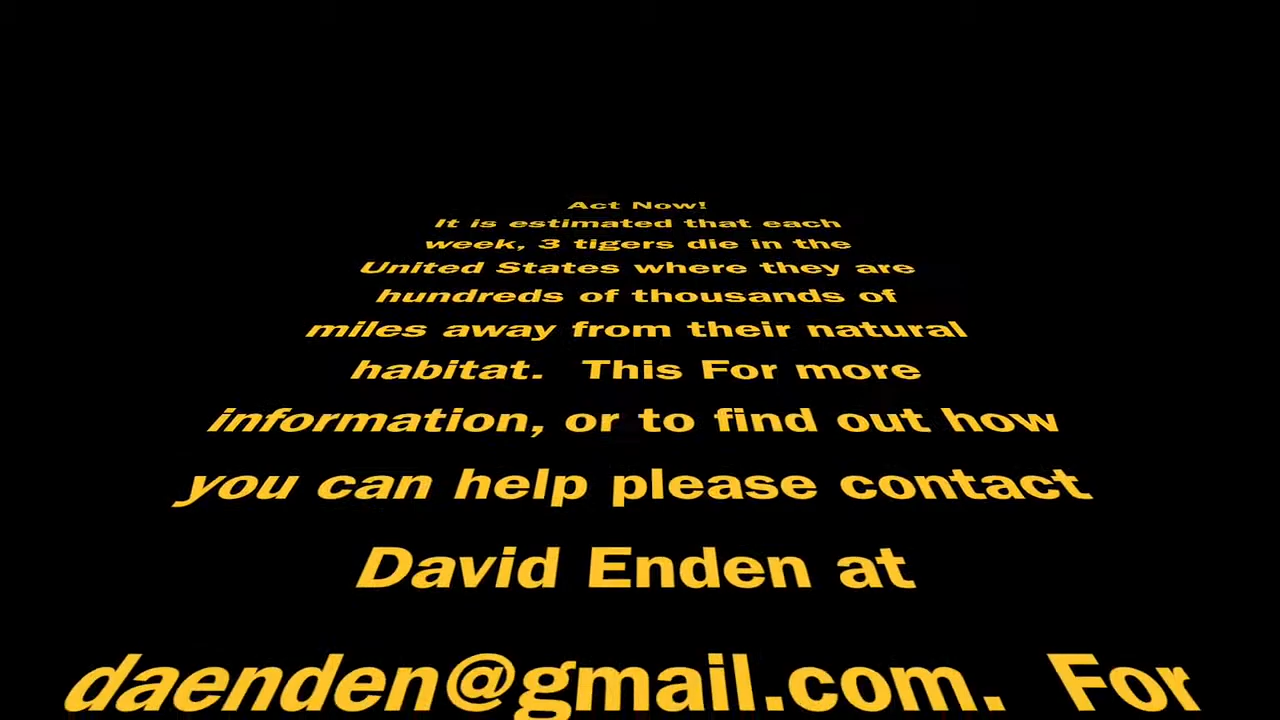 Act Now!
It is estimated that each
week, 3 tigers die in the
United States where they are
hundreds of thousands of
miles away from their natural
habitat.  This For more
information, or to find out how
you can help please contact
David Enden at
daenden@gmail.com.  For